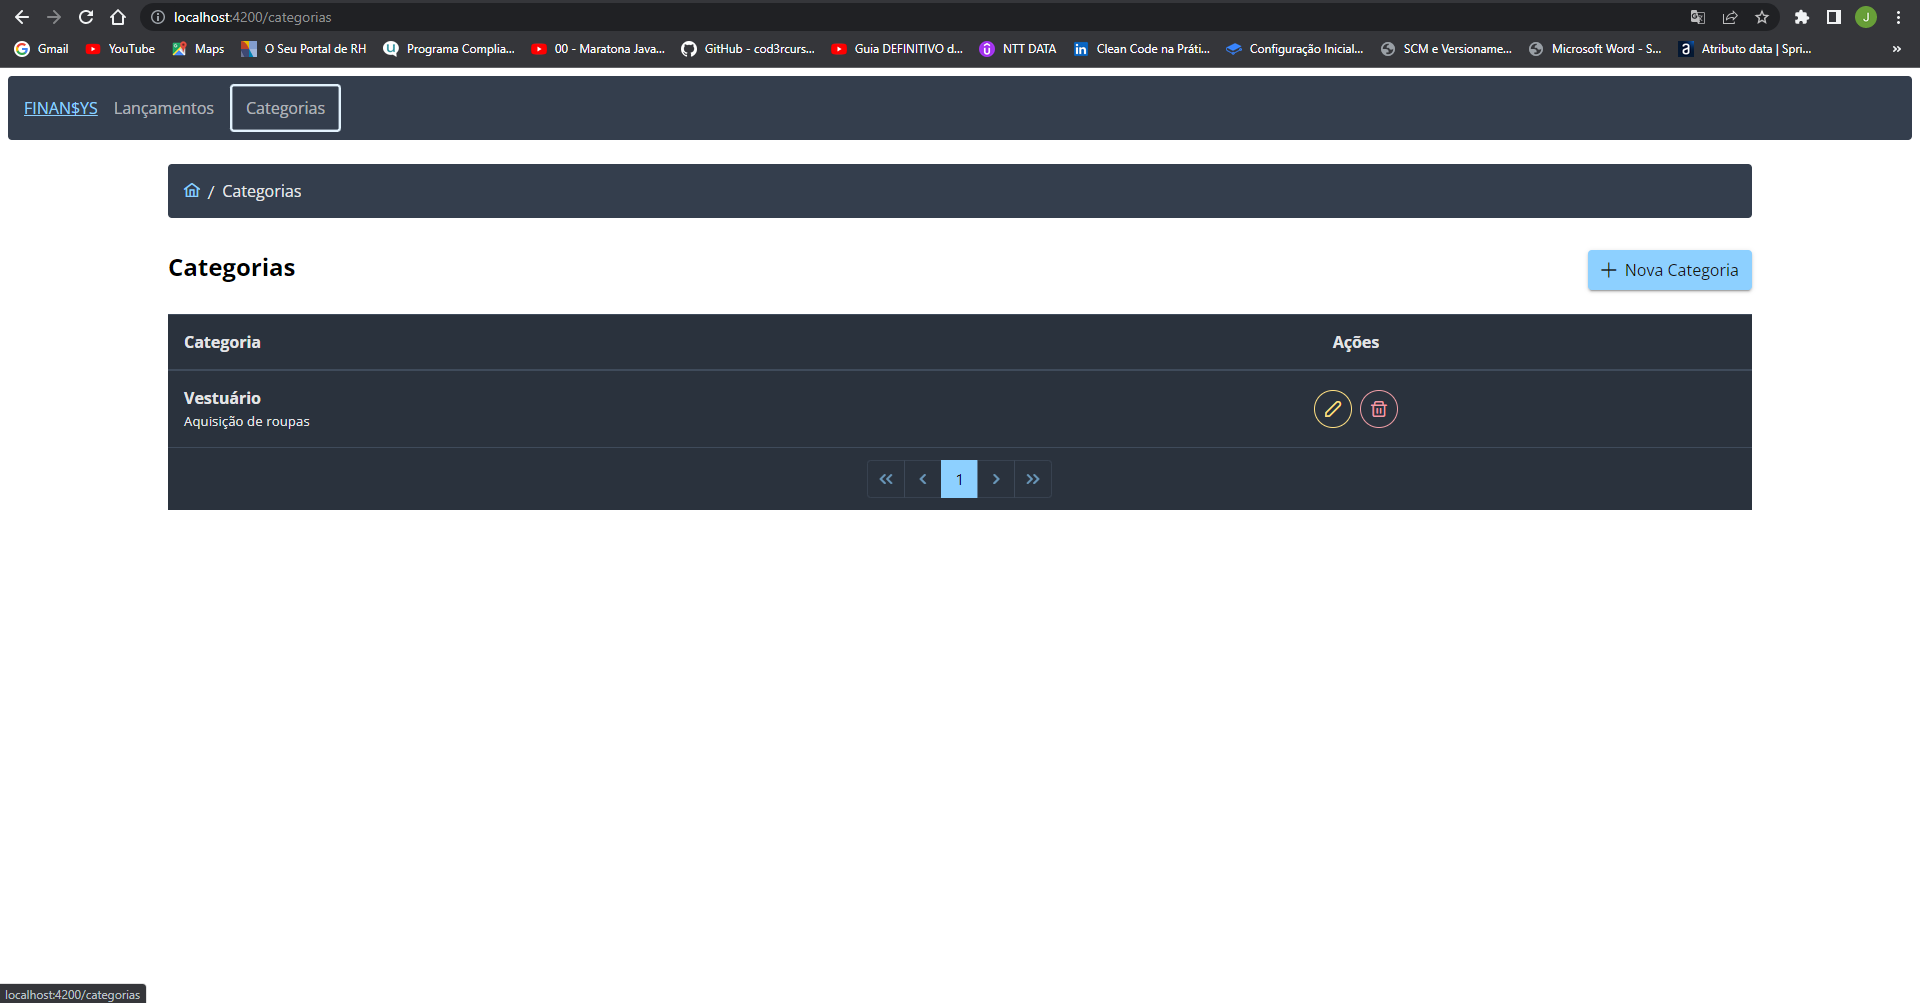 localhost:4200/categorias
J
Gmail YouTube Maps O Seu Portal de RH Programa Complia... 00 - Maratona Java... GitHub - cod3rcurs... Guia DEFINITIVO d... NTT DATA Clean Code na Práti... Configuração Inicial... SCM e Versioname... Microsoft Word - S... Atributo data | Spri... »
FINAN$YS Lançamentos Categorias
/ Categorias
Categorias
+ Nova Categoria
Categoria Ações
Vestuário
Aquisição de roupas
« ‹ 1 › »
localhost:4200/categorias